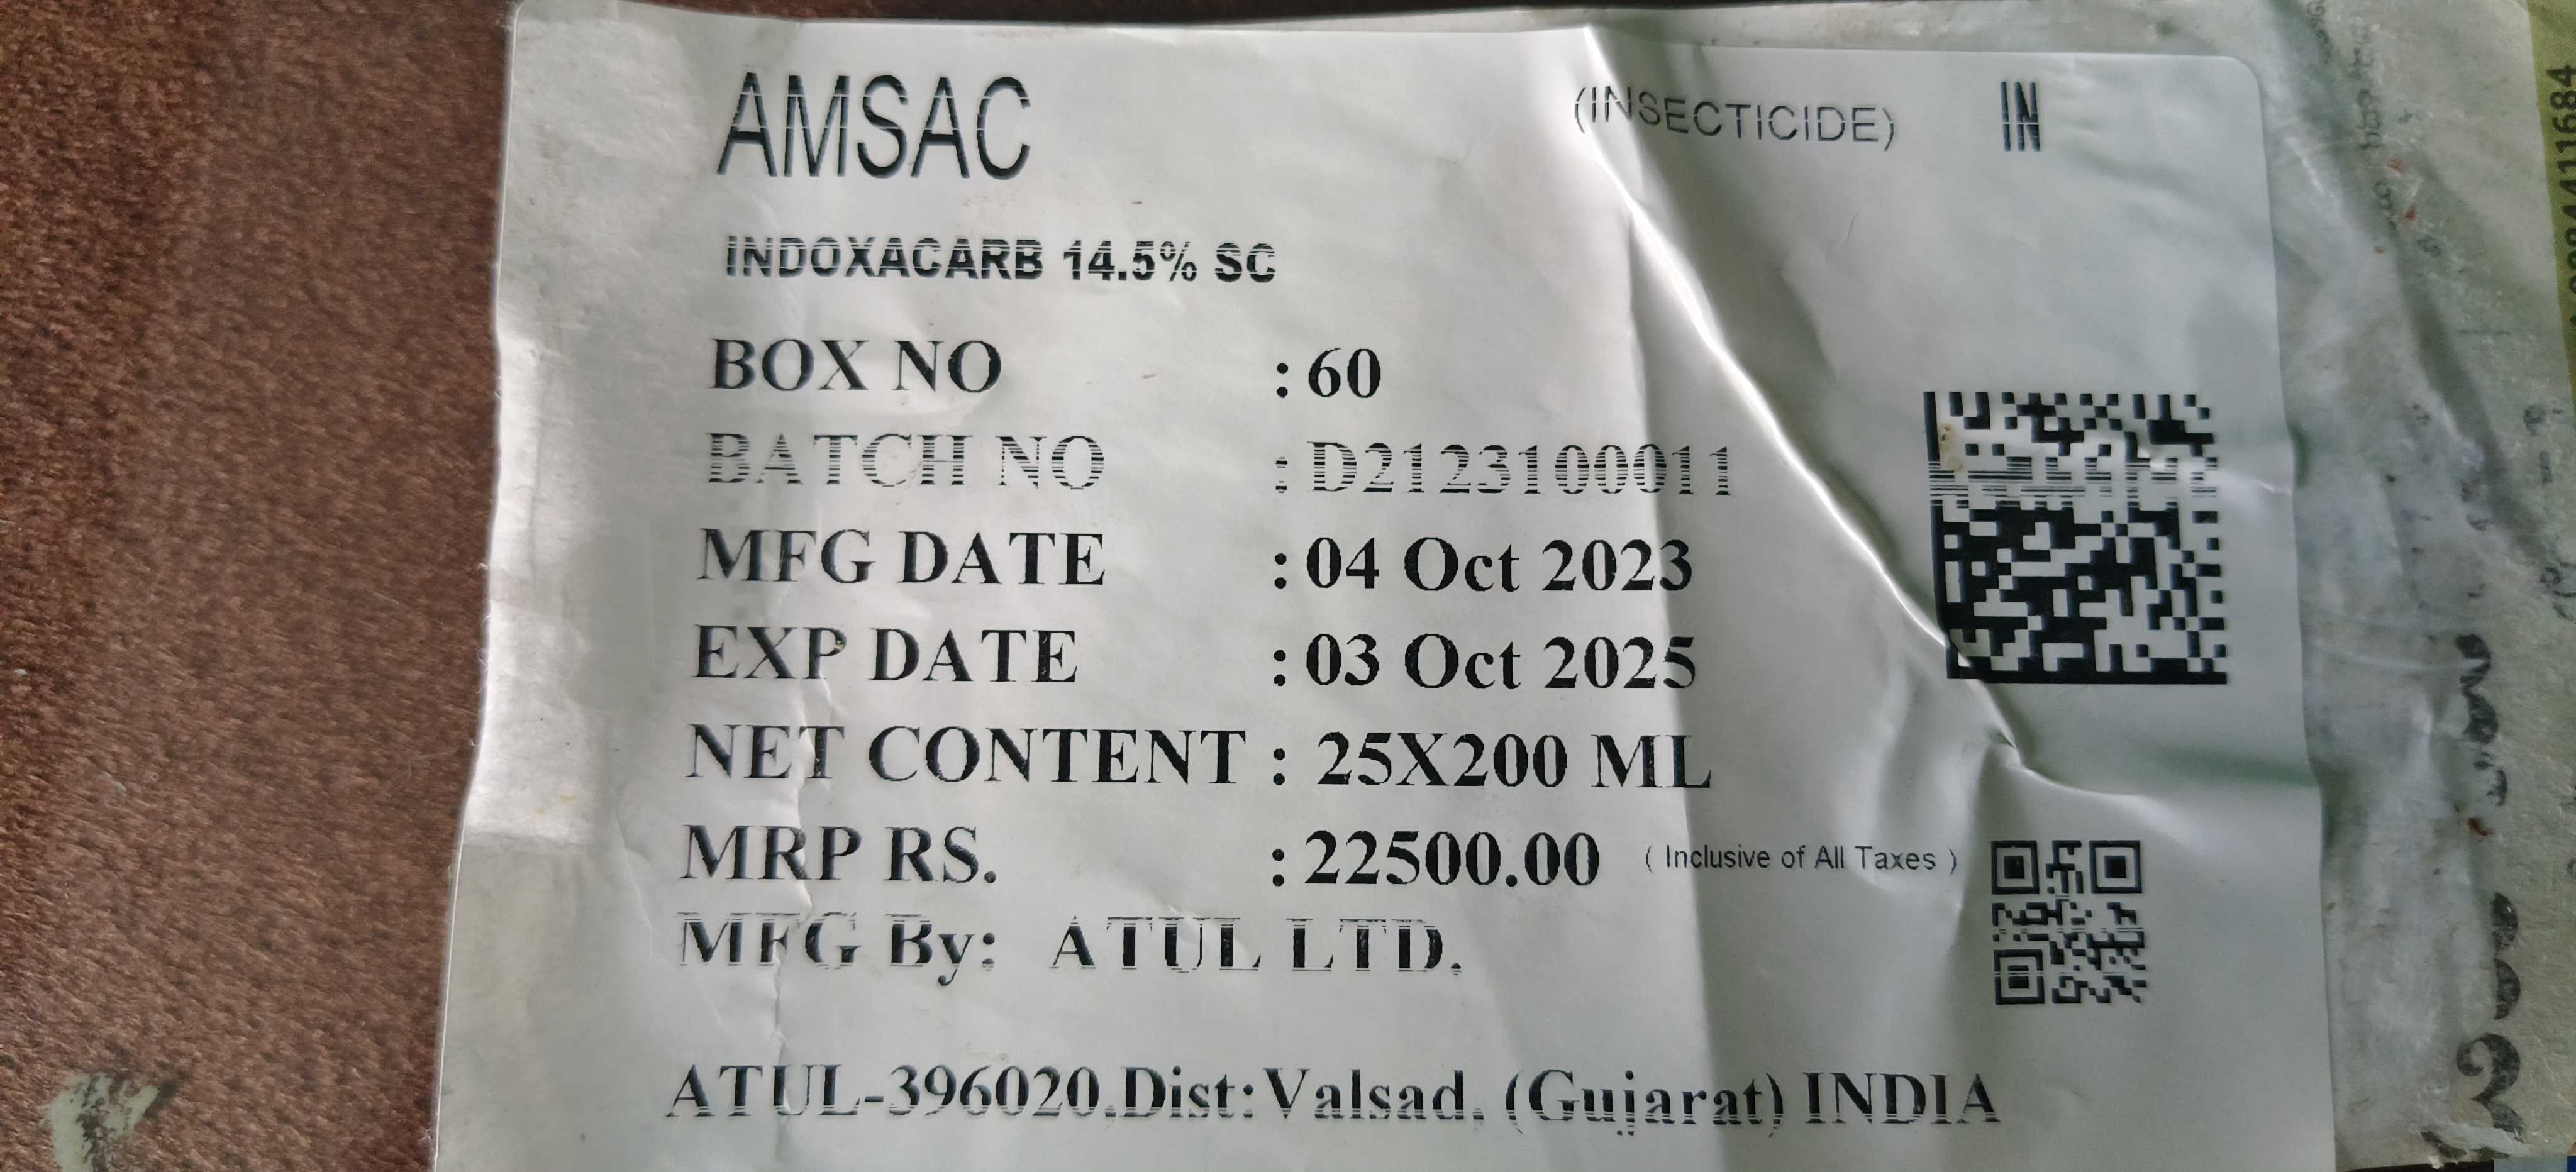 AMSAC (INSECTICIDE) IN
INDOXACARB 14.5% SC
BOX NO : 60
BATCH NO : D2123100011
MFG DATE : 04 Oct 2023
EXP DATE : 03 Oct 2025
NET CONTENT : 25X200 ML
MRP RS. : 22500.00 ( Inclusive of All Taxes )
MFG By: ATUL LTD.
ATUL-396020.Dist:Valsad. (Gujarat) INDIA